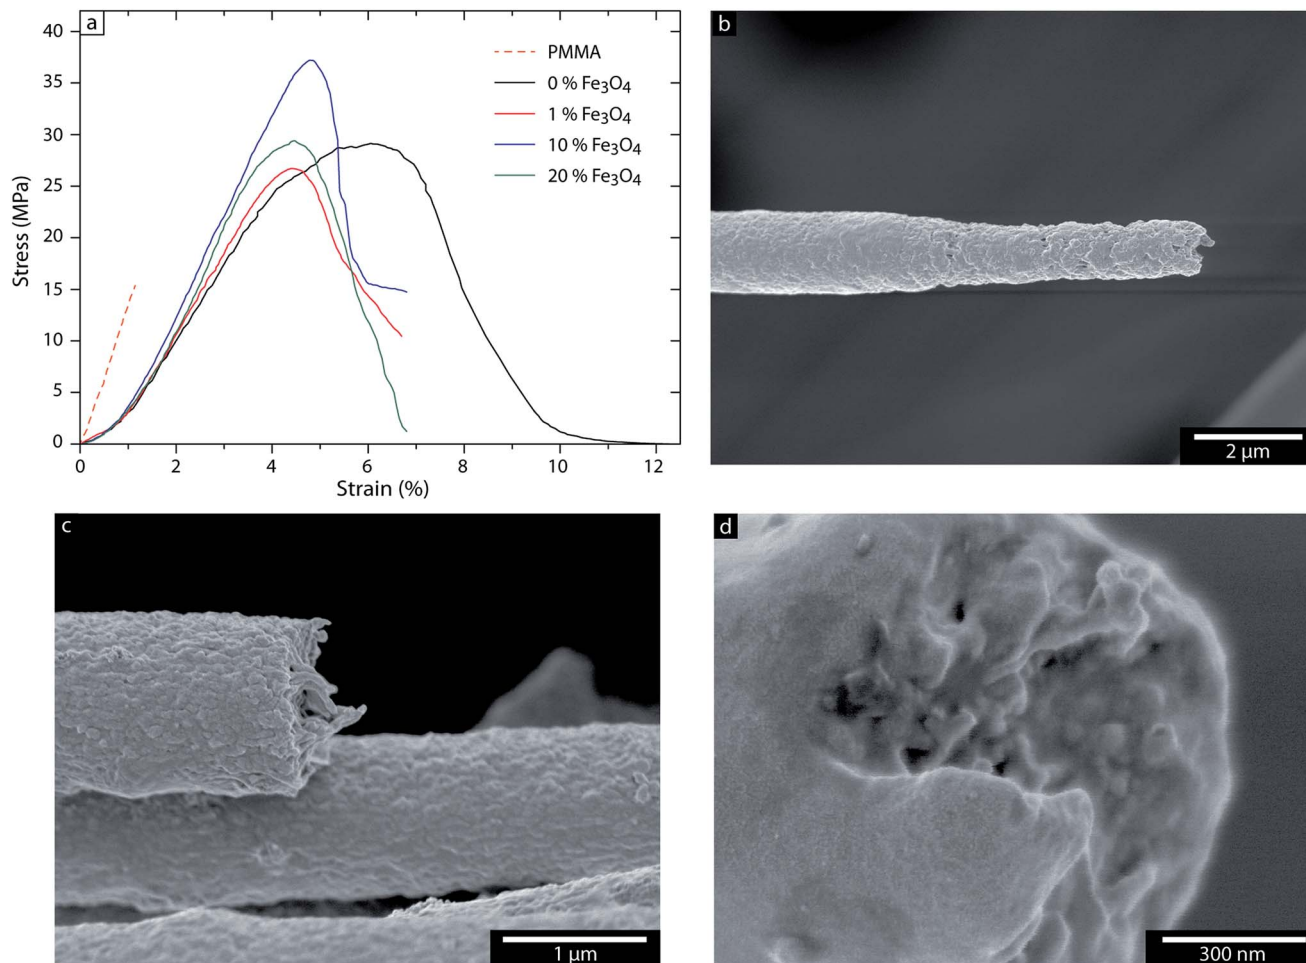 a
40
35
30
25
20
15
10
5
0
0 2 4 6 8 10 12
Stress (MPa)
Strain (%)
PMMA
0 % Fe₃O₄
1 % Fe₃O₄
10 % Fe₃O₄
20 % Fe₃O₄
b
2 µm
c
1 µm
d
300 nm